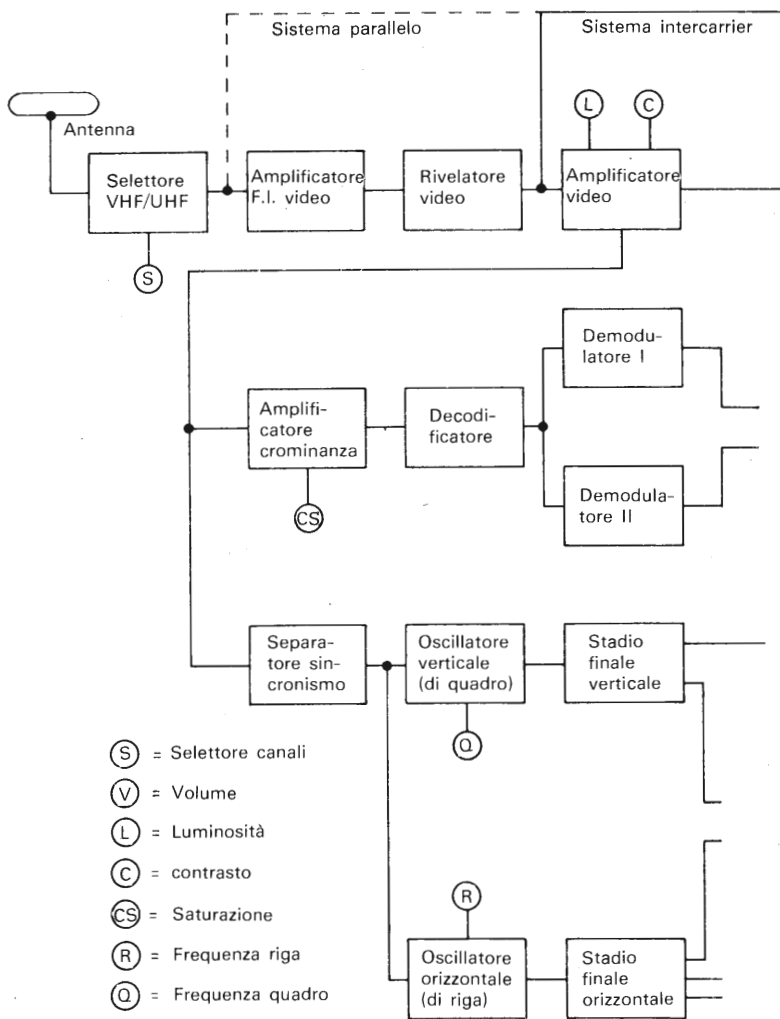 Sistema parallelo
Sistema intercarrier
Antenna
L
C
Selettore
VHF/UHF
Amplificatore
F.I. video
Rivelatore
video
Amplificatore
video
S
Demodu-
latore I
Amplifi-
catore
crominanza
Decodi-
ficatore
Demodula-
tore II
CS
Separa-
tore sin-
cronismo
Oscillatore
verticale
(di quadro)
Stadio
finale
verticale
Q
S = Selettore canali
V = Volume
L = Luminosità
C = contrasto
CS = Saturazione
R = Frequenza riga
Q = Frequenza quadro
R
Oscillatore
orizzontale
(di riga)
Stadio
finale
orizzontale